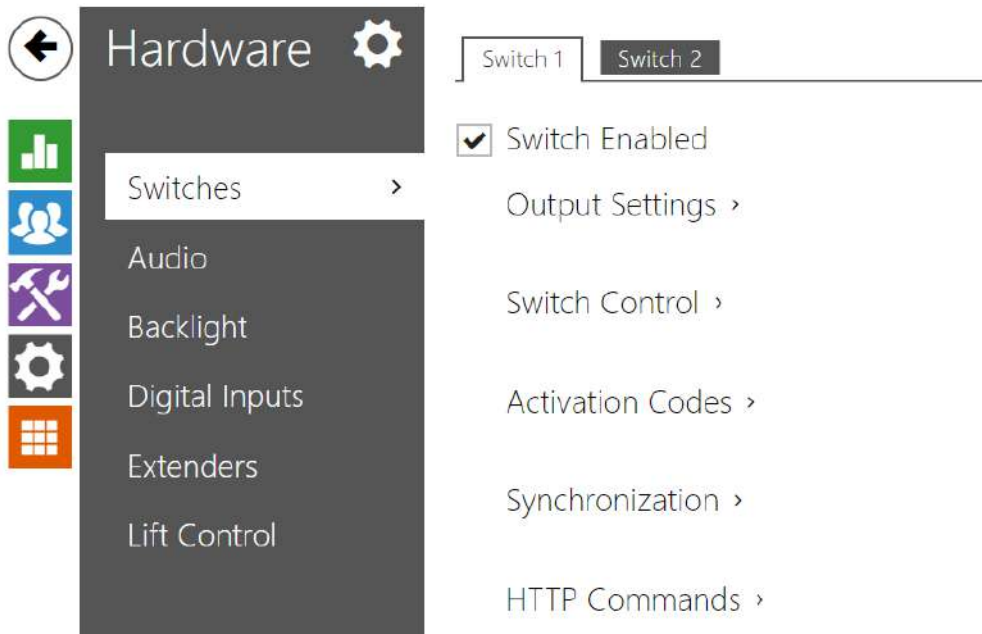 Hardware
Switches
Audio
Backlight
Digital Inputs
Extenders
Lift Control
Switch 1
Switch 2
Switch Enabled
Output Settings
Switch Control
Activation Codes
Synchronization
HTTP Commands